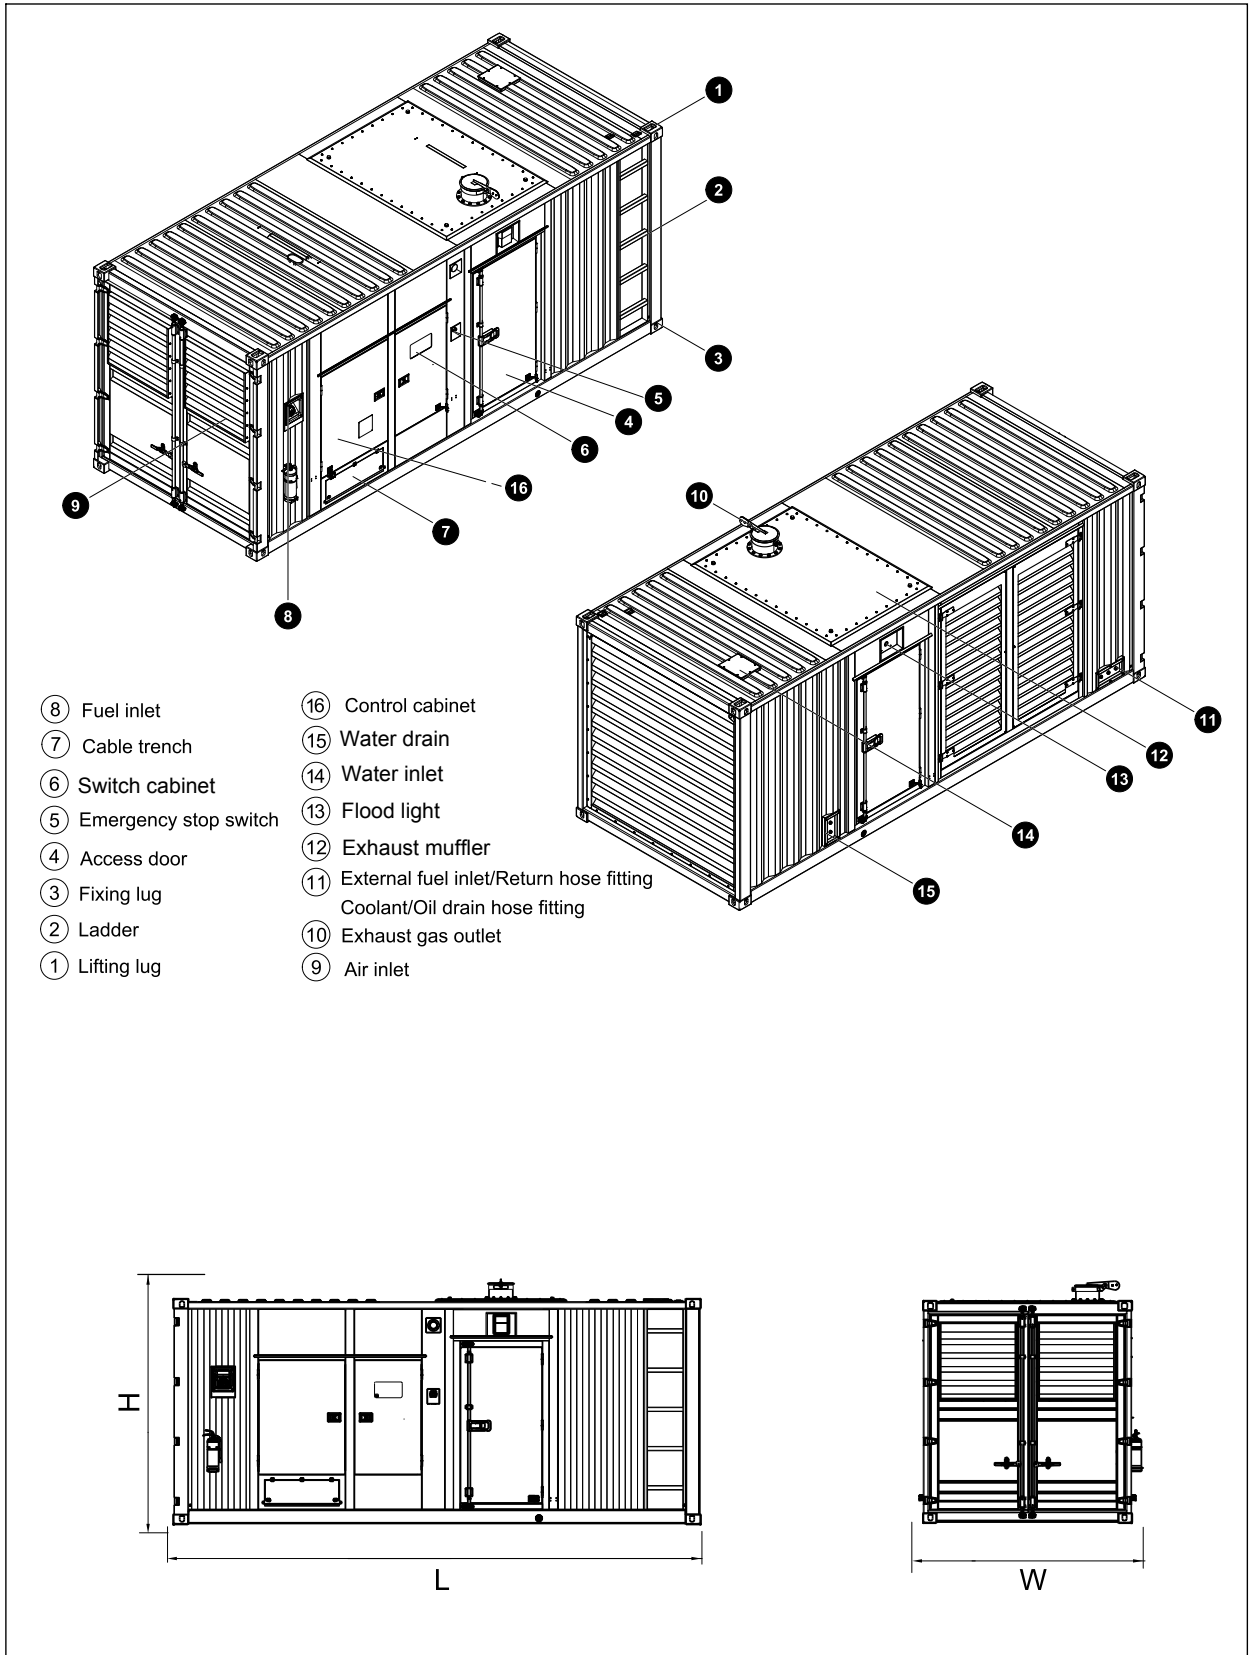 1
2
3
5
4
6
16
7
9
8
10
11
12
13
14
15
8 Fuel inlet
7 Cable trench
6 Switch cabinet
5 Emergency stop switch
4 Access door
3 Fixing lug
2 Ladder
1 Lifting lug
16 Control cabinet
15 Water drain
14 Water inlet
13 Flood light
12 Exhaust muffler
11 External fuel inlet/Return hose fitting
Coolant/Oil drain hose fitting
10 Exhaust gas outlet
9 Air inlet
H
L
W